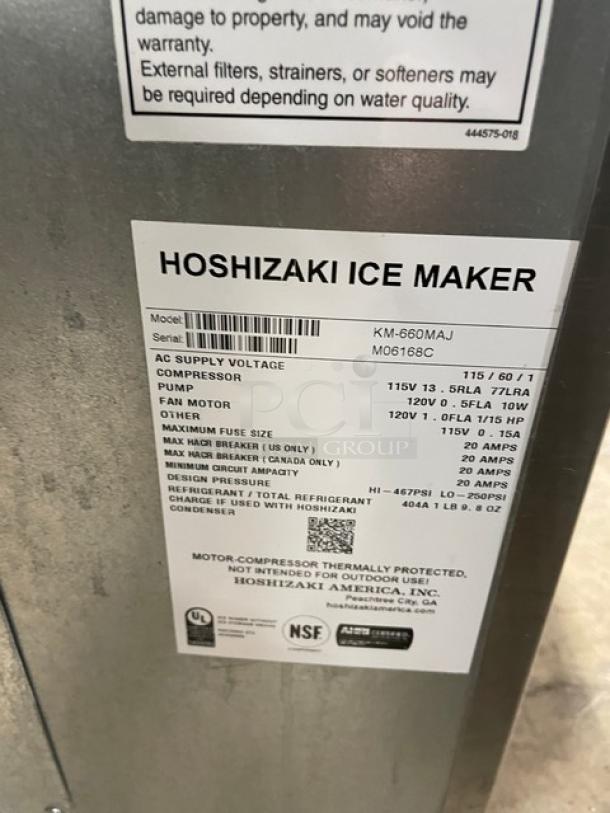 damage to property, and may void the
warranty.
External filters, strainers, or softeners may
be required depending on water quality.
444575-018
HOSHIZAKI ICE MAKER
Model: KM-660MAJ
Serial: M06168C
AC SUPPLY VOLTAGE 115 / 60 / 1
COMPRESSOR 115V 13 . 5RLA 77LRA
PUMP 120V 0 . 5FLA 10W
FAN MOTOR 120V 1 . 0FLA 1/15 HP
OTHER 115V 0 . 15A
MAXIMUM FUSE SIZE 20 AMPS
MAX HACR BREAKER ( US ONLY ) 20 AMPS
MAX HACR BREAKER ( CANADA ONLY ) 20 AMPS
MINIMUM CIRCUIT AMPACITY 20 AMPS
DESIGN PRESSURE HI-467PSI LO-250PSI
REFRIGERANT / TOTAL REFRIGERANT 404A 1 LB 9. 8 OZ
CHARGE IF USED WITH HOSHIZAKI
CONDENSER
PCI
GROUP
MOTOR-COMPRESSOR THERMALLY PROTECTED,
NOT INTENDED FOR OUTDOOR USE!
HOSHIZAKI AMERICA, INC.
Peachtree City, GA
hoshizakiamerica.com
UL
NSF